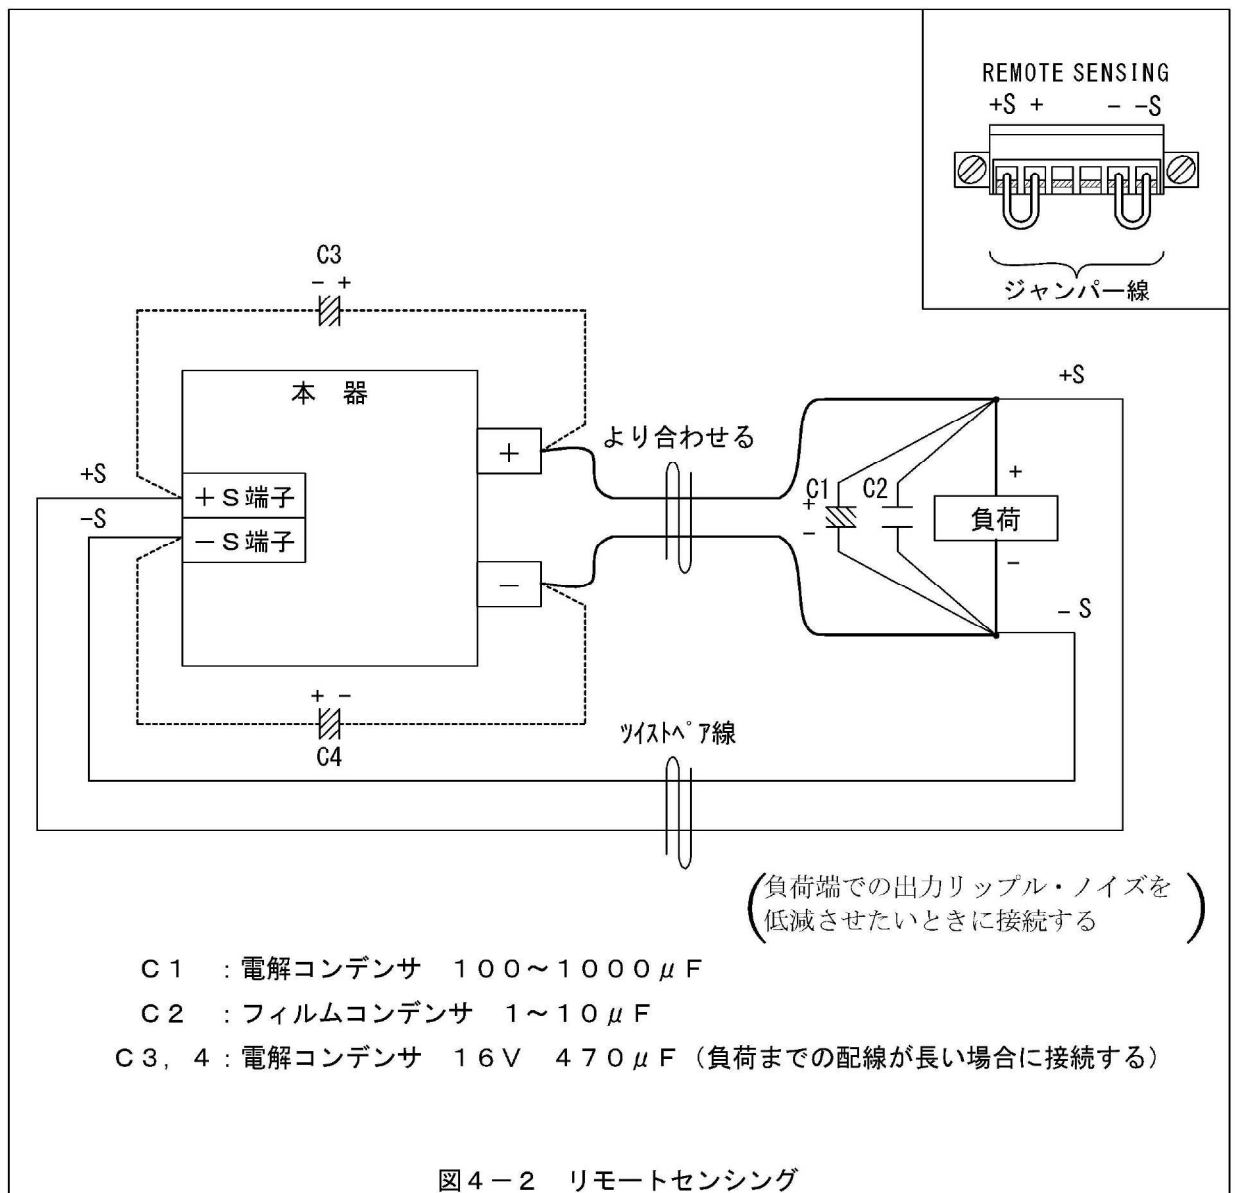 REMOTE SENSING
+S + - -S
ジャンパー線
C3
- +
本 器
+
-
+S
-S
+S端子
-S端子
より合わせる
+S
C1
+
-
C2
+
負荷
-
- S
+ -
C4
ﾂｲｽﾄﾍﾟｱ線
(負荷端での出力リップル・ノイズを
低減させたいときに接続する)
C1 :電解コンデンサ 100~1000μF
C2 :フィルムコンデンサ 1~10μF
C3, 4:電解コンデンサ 16V 470μF(負荷までの配線が長い場合に接続する)
図4-2 リモートセンシング